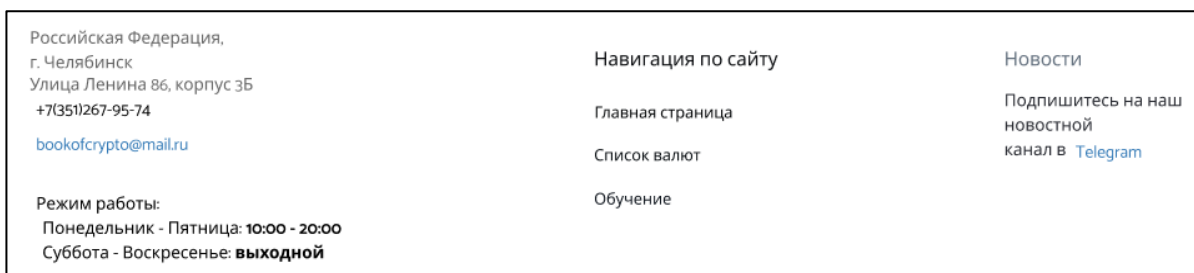 Российская Федерация,
г. Челябинск
Улица Ленина 86, корпус 3Б
+7(351)267-95-74
bookofcrypto@mail.ru
Режим работы:
Понедельник - Пятница: 10:00 - 20:00
Суббота - Воскресенье: выходной
Навигация по сайту
Главная страница
Список валют
Обучение
Новости
Подпишитесь на наш
новостной
канал в Telegram